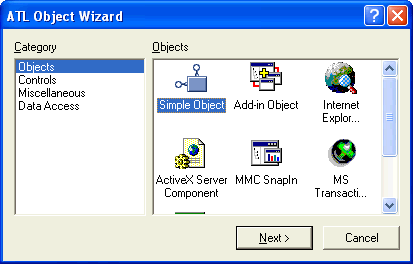 ATL Object Wizard
Category
Objects
Objects
Controls
Miscellaneous
Data Access
Simple Object
Add-in Object
Internet
Explor...
ActiveX Server
Component
MMC SnapIn
MS
Transacti...
Next >
Cancel